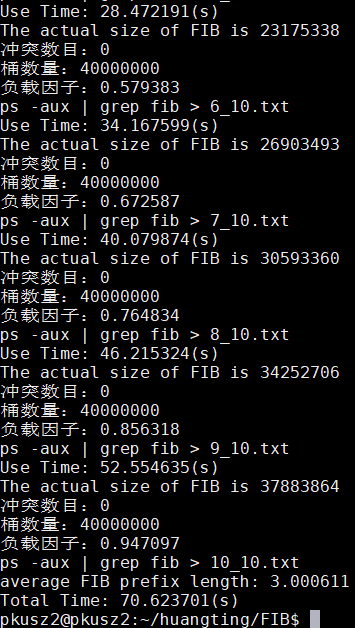 Use Time: 28.472191(s)
The actual size of FIB is 23175338
冲突数目：0
桶数量：40000000
负载因子：0.579383
ps -aux | grep fib > 6_10.txt
Use Time: 34.167599(s)
The actual size of FIB is 26903493
冲突数目：0
桶数量：40000000
负载因子：0.672587
ps -aux | grep fib > 7_10.txt
Use Time: 40.079874(s)
The actual size of FIB is 30593360
冲突数目：0
桶数量：40000000
负载因子：0.764834
ps -aux | grep fib > 8_10.txt
Use Time: 46.215324(s)
The actual size of FIB is 34252706
冲突数目：0
桶数量：40000000
负载因子：0.856318
ps -aux | grep fib > 9_10.txt
Use Time: 52.554635(s)
The actual size of FIB is 37883864
冲突数目：0
桶数量：40000000
负载因子：0.947097
ps -aux | grep fib > 10_10.txt
average FIB prefix length: 3.000611
Total Time: 70.623701(s)
pkusz2@pkusz2:~/huangting/FIB$